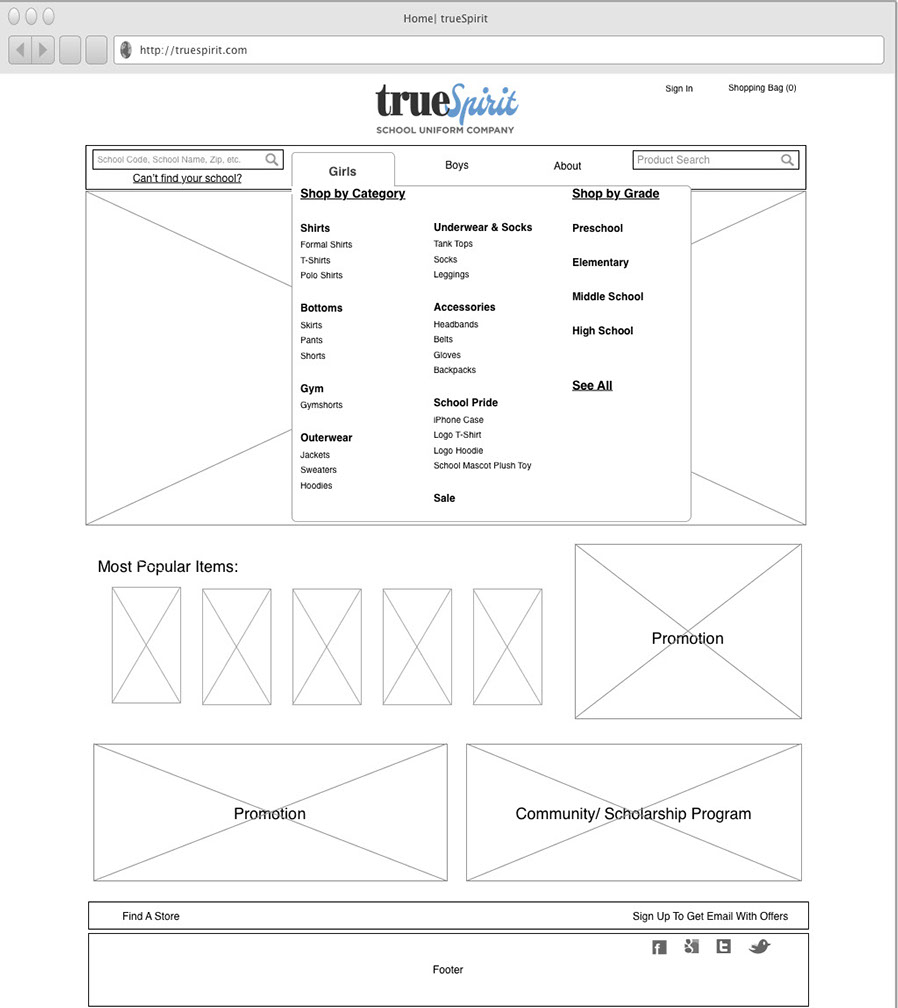 Home| trueSpirit
http://truespirit.com
trueSpirit
SCHOOL UNIFORM COMPANY
Sign In
Shopping Bag (0)
School Code, School Name, Zip, etc.
Can't find your school?
Girls
Boys
About
Product Search
Shop by Category
Shirts
Formal Shirts
T-Shirts
Polo Shirts
Bottoms
Skirts
Pants
Shorts
Gym
Gymshorts
Outerwear
Jackets
Sweaters
Hoodies
Underwear & Socks
Tank Tops
Socks
Leggings
Accessories
Headbands
Belts
Gloves
Backpacks
School Pride
iPhone Case
Logo T-Shirt
Logo Hoodie
School Mascot Plush Toy
Sale
Shop by Grade
Preschool
Elementary
Middle School
High School
See All
Most Popular Items:
Promotion
Promotion
Community/ Scholarship Program
Find A Store
Sign Up To Get Email With Offers
Footer